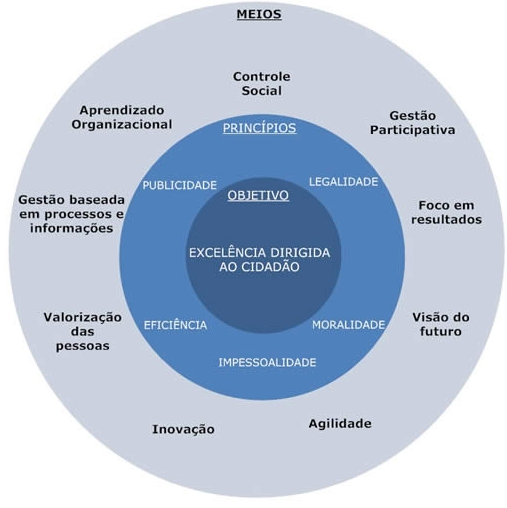 MEIOS
Controle
Social
Aprendizado
Organizacional
Gestão
Participativa
PRINCÍPIOS
PUBLICIDADE
LEGALIDADE
Gestão baseada
em processos e
informações
OBJETIVO
Foco em
resultados
EXCELÊNCIA DIRIGIDA
AO CIDADÃO
Valorização
das
pessoas
EFICIÊNCIA
MORALIDADE
Visão do
futuro
IMPESSOALIDADE
Inovação
Agilidade